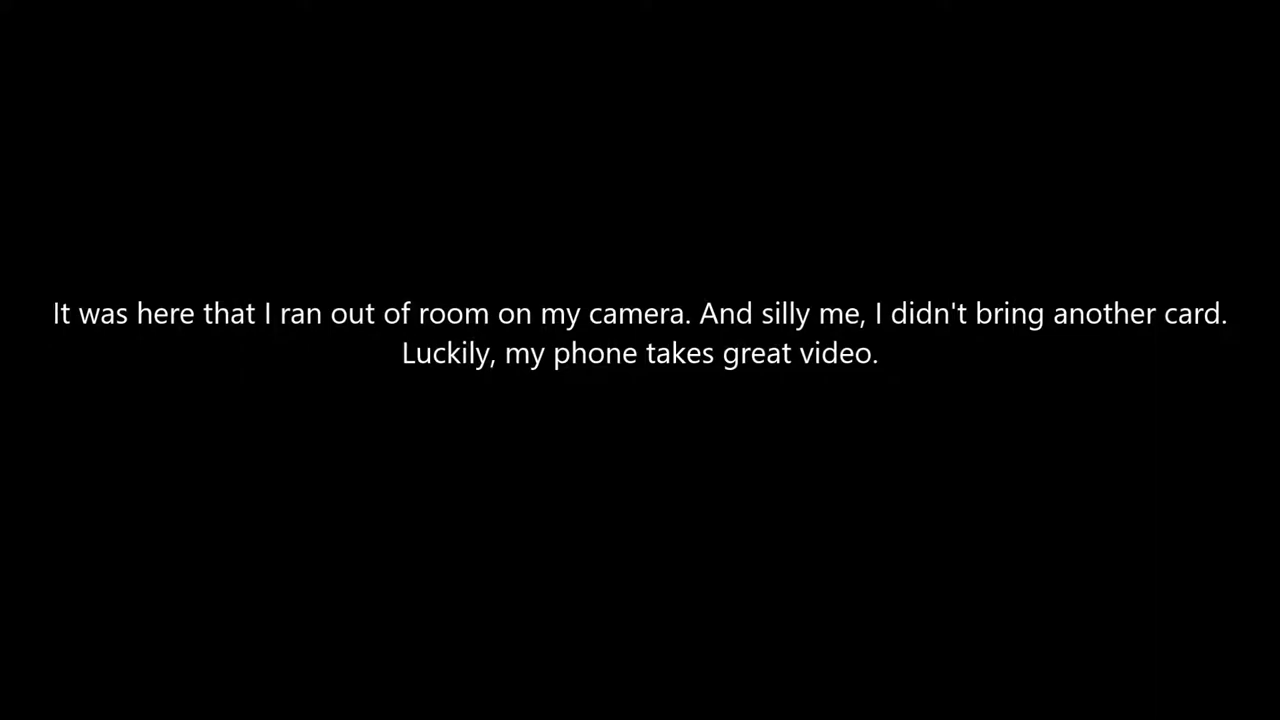 It was here that I ran out of room on my camera. And silly me, I didn't bring another card.
Luckily, my phone takes great video.